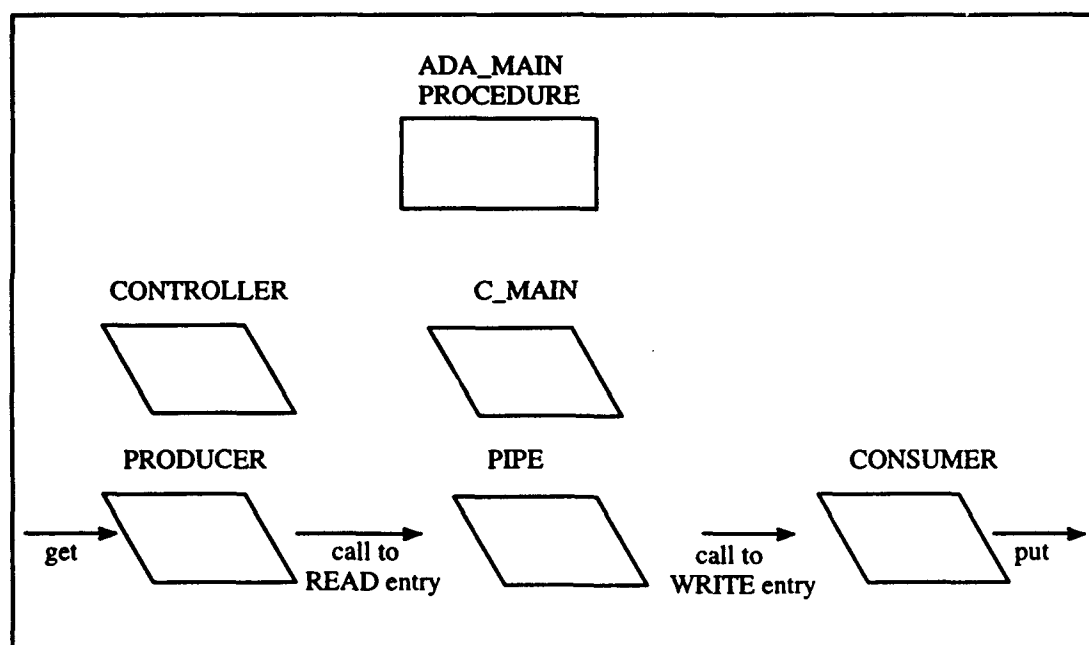 ADA_MAIN
PROCEDURE
CONTROLLER
C_MAIN
PRODUCER
PIPE
CONSUMER
get
call to
READ entry
call to
WRITE entry
put